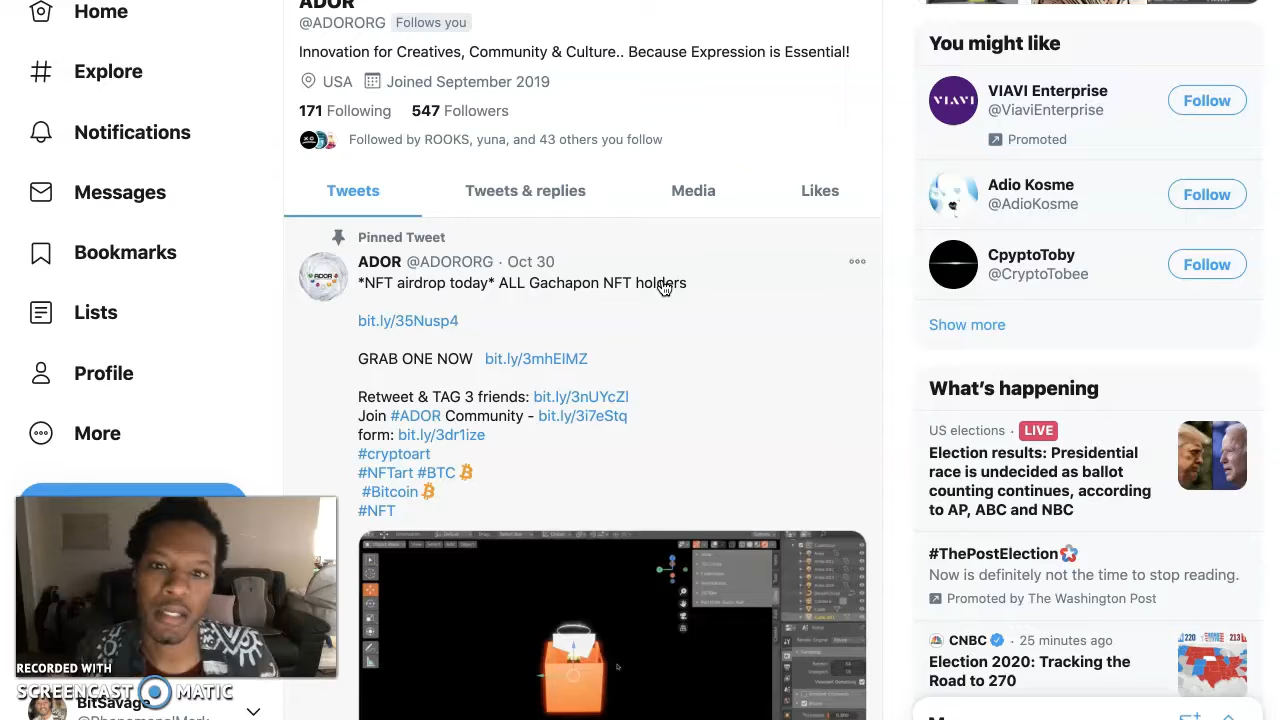 Home
Explore
Notifications
Messages
Bookmarks
Lists
Profile
More
RECORDED WITH
SCREENCAST MATIC
BitSavage
ADOR
@ADORORG Follows you
Innovation for Creatives, Community & Culture.. Because Expression is Essential!
USA Joined September 2019
171 Following 547 Followers
Followed by ROOKS, yuna, and 43 others you follow
Tweets Tweets & replies Media Likes
Pinned Tweet
ADOR @ADORORG · Oct 30
*NFT airdrop today* ALL Gachapon NFT holders
bit.ly/35Nusp4
GRAB ONE NOW bit.ly/3mhEIMZ
Retweet & TAG 3 friends: bit.ly/3nUYcZl
Join #ADOR Community - bit.ly/3i7eStq
form: bit.ly/3dr1ize
#cryptoart
#NFTart #BTC
#Bitcoin
#NFT
You might like
VIAVI Enterprise
@ViaviEnterprise
Follow
Promoted
Adio Kosme
@AdioKosme
Follow
CpyptoToby
@CryptoTobee
Follow
Show more
What's happening
US elections · LIVE
Election results: Presidential
race is undecided as ballot
counting continues, according
to AP, ABC and NBC
#ThePostElection
Now is definitely not the time to stop reading.
Promoted by The Washington Post
CNBC · 25 minutes ago
Election 2020: Tracking the
Road to 270
220 213